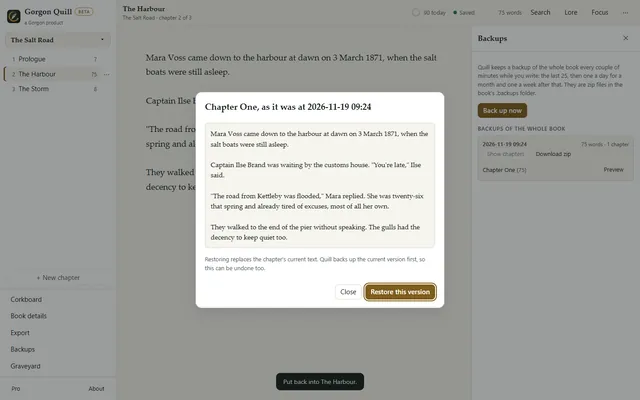 Gorgon Quill BETA
a Gorgon product
The Salt Road
1 Prologue 7
2 The Harbour 75 ...
3 The Storm 8
+ New chapter
Corkboard
Book details
Export
Backups
Graveyard
Pro About
The Harbour
The Salt Road · chapter 2 of 3
80 today Saved 75 words Search Lore Focus ...
Mara Voss came down to the harbour at dawn on 3 March 1871, when the salt
boats were still asleep.
Captain Ilse B
"The road from
spring and alr
They walked
decency to ke
Chapter One, as it was at 2026-11-19 09:24
Mara Voss came down to the harbour at dawn on 3 March 1871, when the
salt boats were still asleep.
Captain Ilse Brand was waiting by the customs house. "You're late," Ilse
said.
"The road from Kettleby was flooded," Mara replied. She was twenty-six
that spring and already tired of excuses, most of all her own.
They walked to the end of the pier without speaking. The gulls had the
decency to keep quiet too.
Restoring replaces the chapter's current text. Quill backs up the current version first, so
this can be undone too.
Close Restore this version
Put back into The Harbour.
Backups
Quill keeps a backup of the whole book every couple of
minutes while you write: the last 25, then one a day for a
month and one a week after that. They are zip files in the
book's .backups folder.
Back up now
BACKUPS OF THE WHOLE BOOK
2026-11-19 09:24 75 words · 1 chapter
Show chapters Download zip
Chapter One (75) Preview